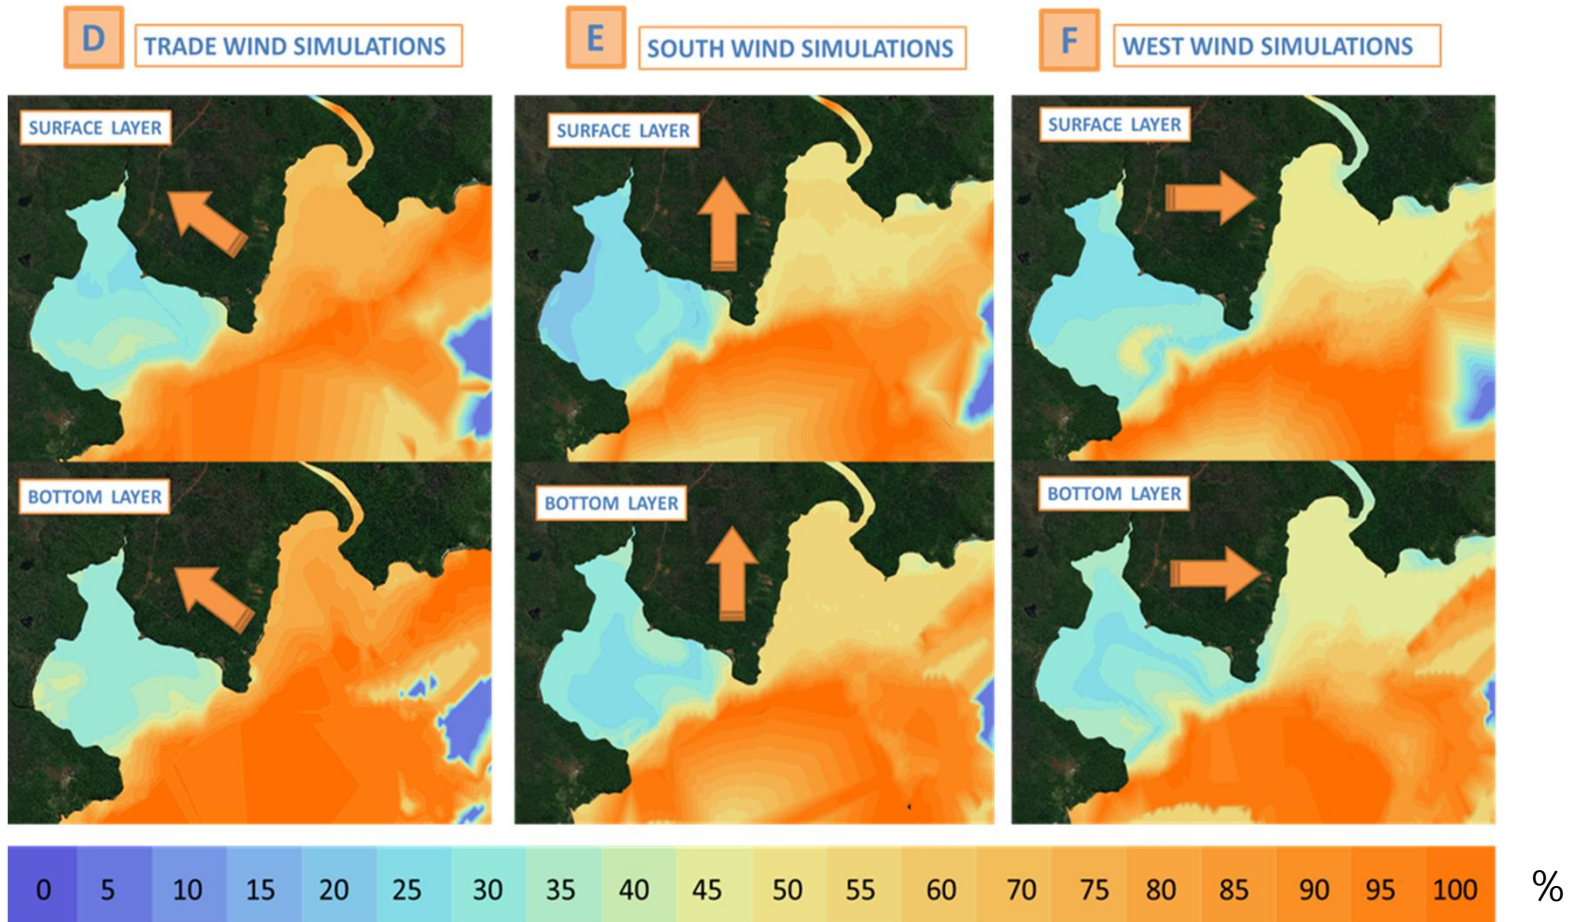 D TRADE WIND SIMULATIONS
E SOUTH WIND SIMULATIONS
F WEST WIND SIMULATIONS
SURFACE LAYER
SURFACE LAYER
SURFACE LAYER
BOTTOM LAYER
BOTTOM LAYER
BOTTOM LAYER
0 5 10 15 20 25 30 35 40 45 50 55 60 70 75 80 85 90 95 100 %